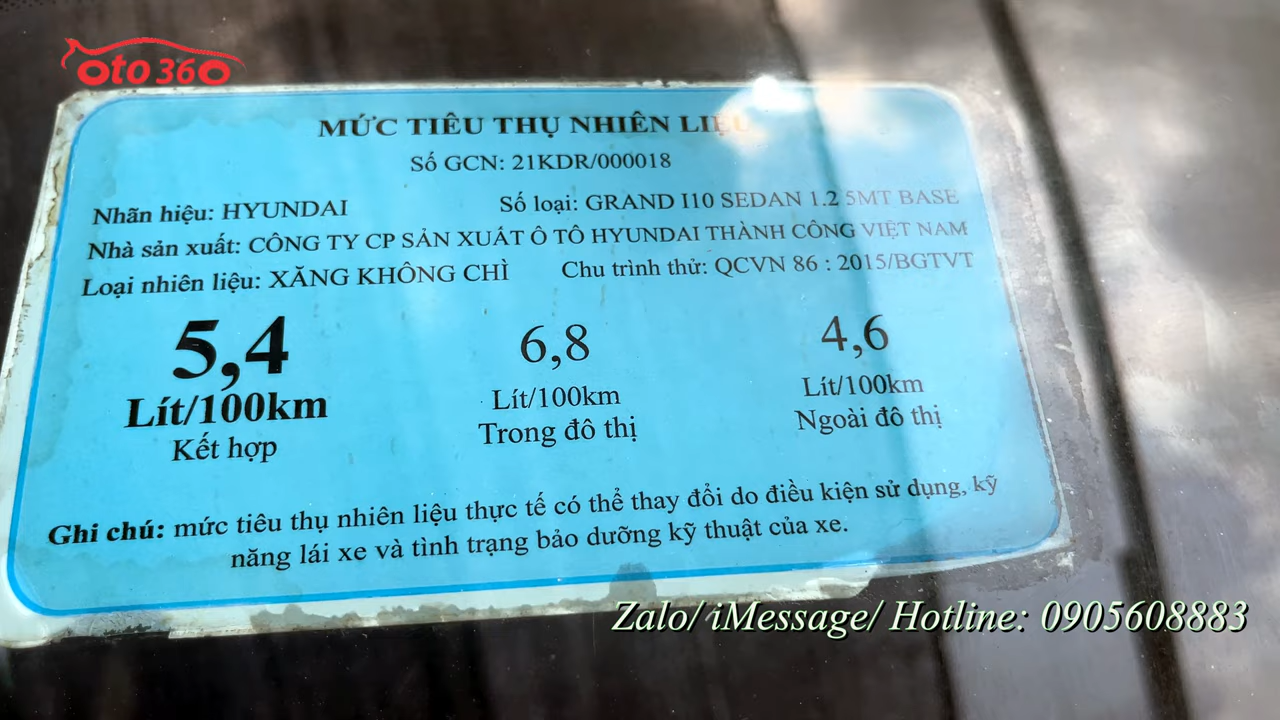 oto360
MỨC TIÊU THỤ NHIÊN LIỆU
Số GCN: 21KDR/000018
Nhãn hiệu: HYUNDAI Số loại: GRAND I10 SEDAN 1.2 5MT BASE
Nhà sản xuất: CÔNG TY CP SẢN XUẤT Ô TÔ HYUNDAI THÀNH CÔNG VIỆT NAM
Loại nhiên liệu: XĂNG KHÔNG CHÌ Chu trình thử: QCVN 86 : 2015/BGTVT
5,4 6,8 4,6
Lít/100km Lít/100km Lít/100km
Kết hợp Trong đô thị Ngoài đô thị
Ghi chú: mức tiêu thụ nhiên liệu thực tế có thể thay đổi do điều kiện sử dụng, kỹ
năng lái xe và tình trạng bảo dưỡng kỹ thuật của xe.
Zalo/ iMessage/ Hotline: 0905608883